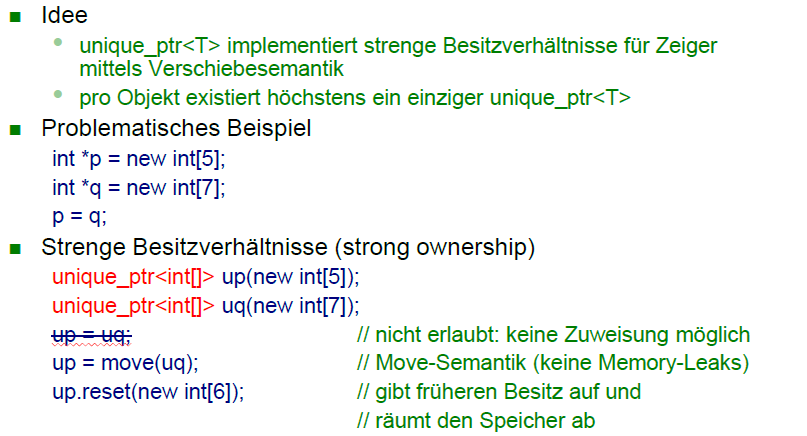 Idee
unique_ptr<T> implementiert strenge Besitzverhältnisse für Zeiger
mittels Verschiebesemantik
pro Objekt existiert höchstens ein einziger unique_ptr<T>
Problematisches Beispiel
int *p = new int[5];
int *q = new int[7];
p = q;
Strenge Besitzverhältnisse (strong ownership)
unique_ptr<int[]> up(new int[5]);
unique_ptr<int[]> uq(new int[7]);
up = uq; // nicht erlaubt: keine Zuweisung möglich
up = move(uq); // Move-Semantik (keine Memory-Leaks)
up.reset(new int[6]); // gibt früheren Besitz auf und
// räumt den Speicher ab